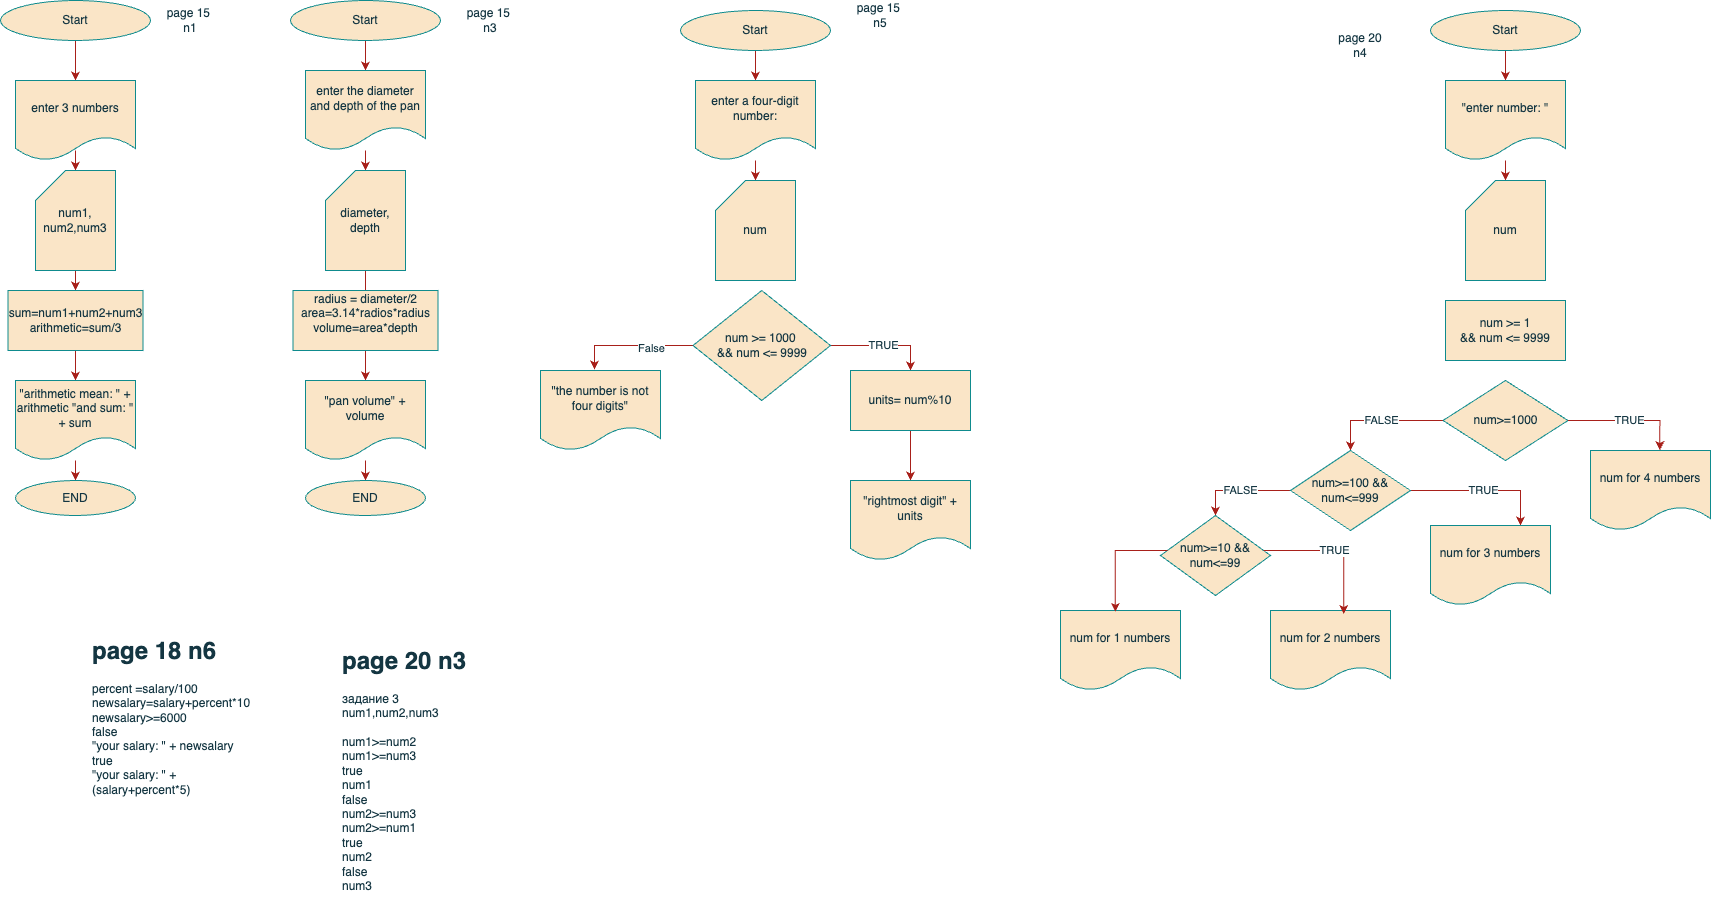 Start
page 15
n1
enter 3 numbers
num1,
num2,num3
sum=num1+num2+num3
arithmetic=sum/3
"arithmetic mean: " +
arithmetic "and sum: "
+ sum
END
Start
page 15
n3
enter the diameter
and depth of the pan
diameter,
depth
radius = diameter/2
area=3.14*radios*radius
volume=area*depth
"pan volume" +
volume
END
Start
page 15
n5
enter a four-digit
number:
num
num >= 1000
&& num <= 9999
False
TRUE
"the number is not
four digits"
units= num%10
"rightmost digit" +
units
page 20
n4
Start
"enter number: "
num
num >= 1
&& num <= 9999
num>=1000
FALSE
TRUE
num for 4 numbers
num>=100 &&
num<=999
FALSE
TRUE
num for 3 numbers
num>=10 &&
num<=99
TRUE
num for 1 numbers
num for 2 numbers
page 18 n6
percent =salary/100
newsalary=salary+percent*10
newsalary>=6000
false
"your salary: " + newsalary
true
"your salary: " +
(salary+percent*5)
page 20 n3
задание 3
num1,num2,num3
num1>=num2
num1>=num3
true
num1
false
num2>=num3
num2>=num1
true
num2
false
num3